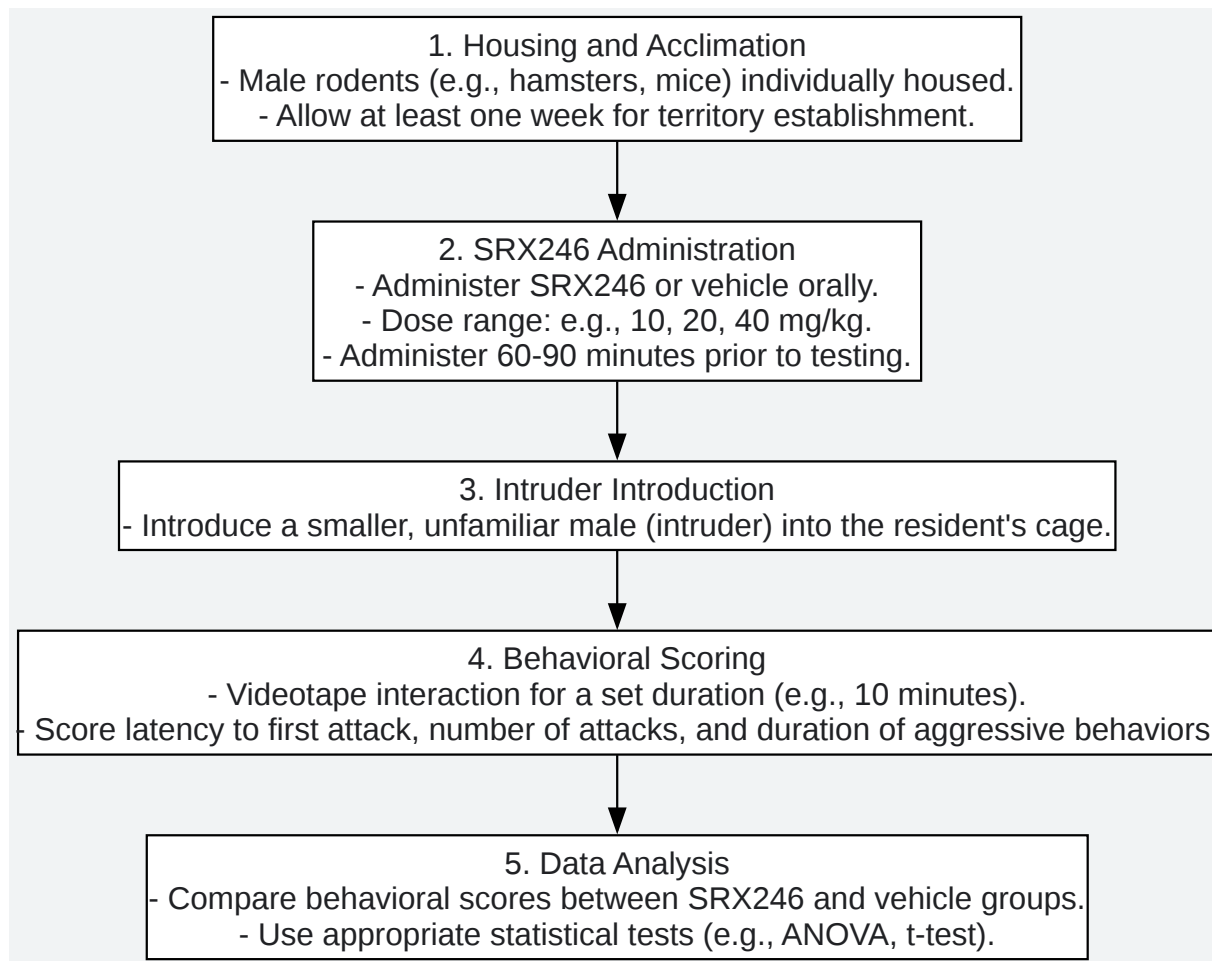 1. Housing and Acclimation
- Male rodents (e.g., hamsters, mice) individually housed.
- Allow at least one week for territory establishment.
2. SRX246 Administration
- Administer SRX246 or vehicle orally.
- Dose range: e.g., 10, 20, 40 mg/kg.
- Administer 60-90 minutes prior to testing.
3. Intruder Introduction
- Introduce a smaller, unfamiliar male (intruder) into the resident's cage.
4. Behavioral Scoring
- Videotape interaction for a set duration (e.g., 10 minutes).
- Score latency to first attack, number of attacks, and duration of aggressive behaviors
5. Data Analysis
- Compare behavioral scores between SRX246 and vehicle groups.
- Use appropriate statistical tests (e.g., ANOVA, t-test).